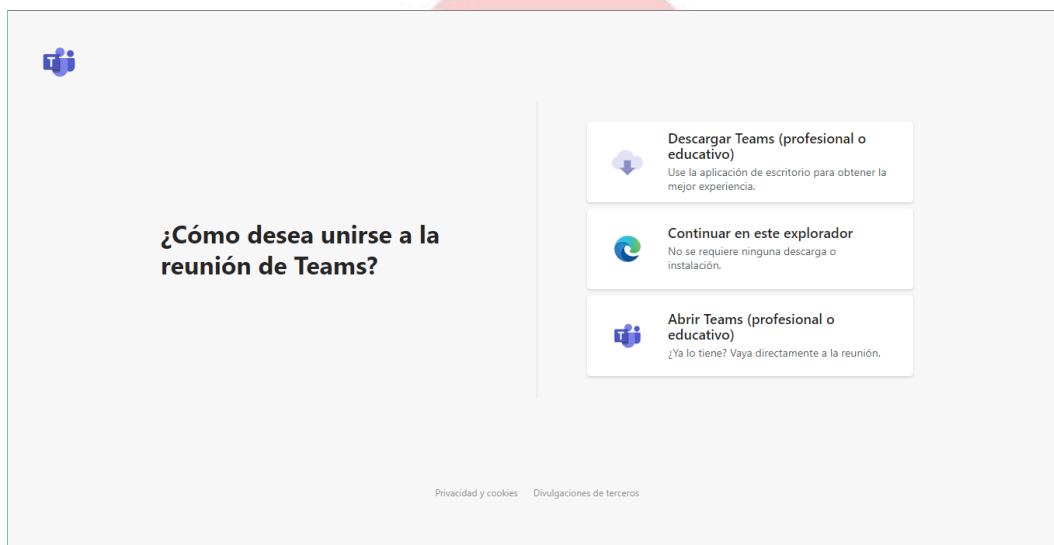 ¿Cómo desea unirse a la
reunión de Teams?
Descargar Teams (profesional o
educativo)
Use la aplicación de escritorio para obtener la
mejor experiencia.
Continuar en este explorador
No se requiere ninguna descarga o
instalación.
Abrir Teams (profesional o
educativo)
¿Ya lo tiene? Vaya directamente a la reunión.
Privacidad y cookies Divulgaciones de terceros